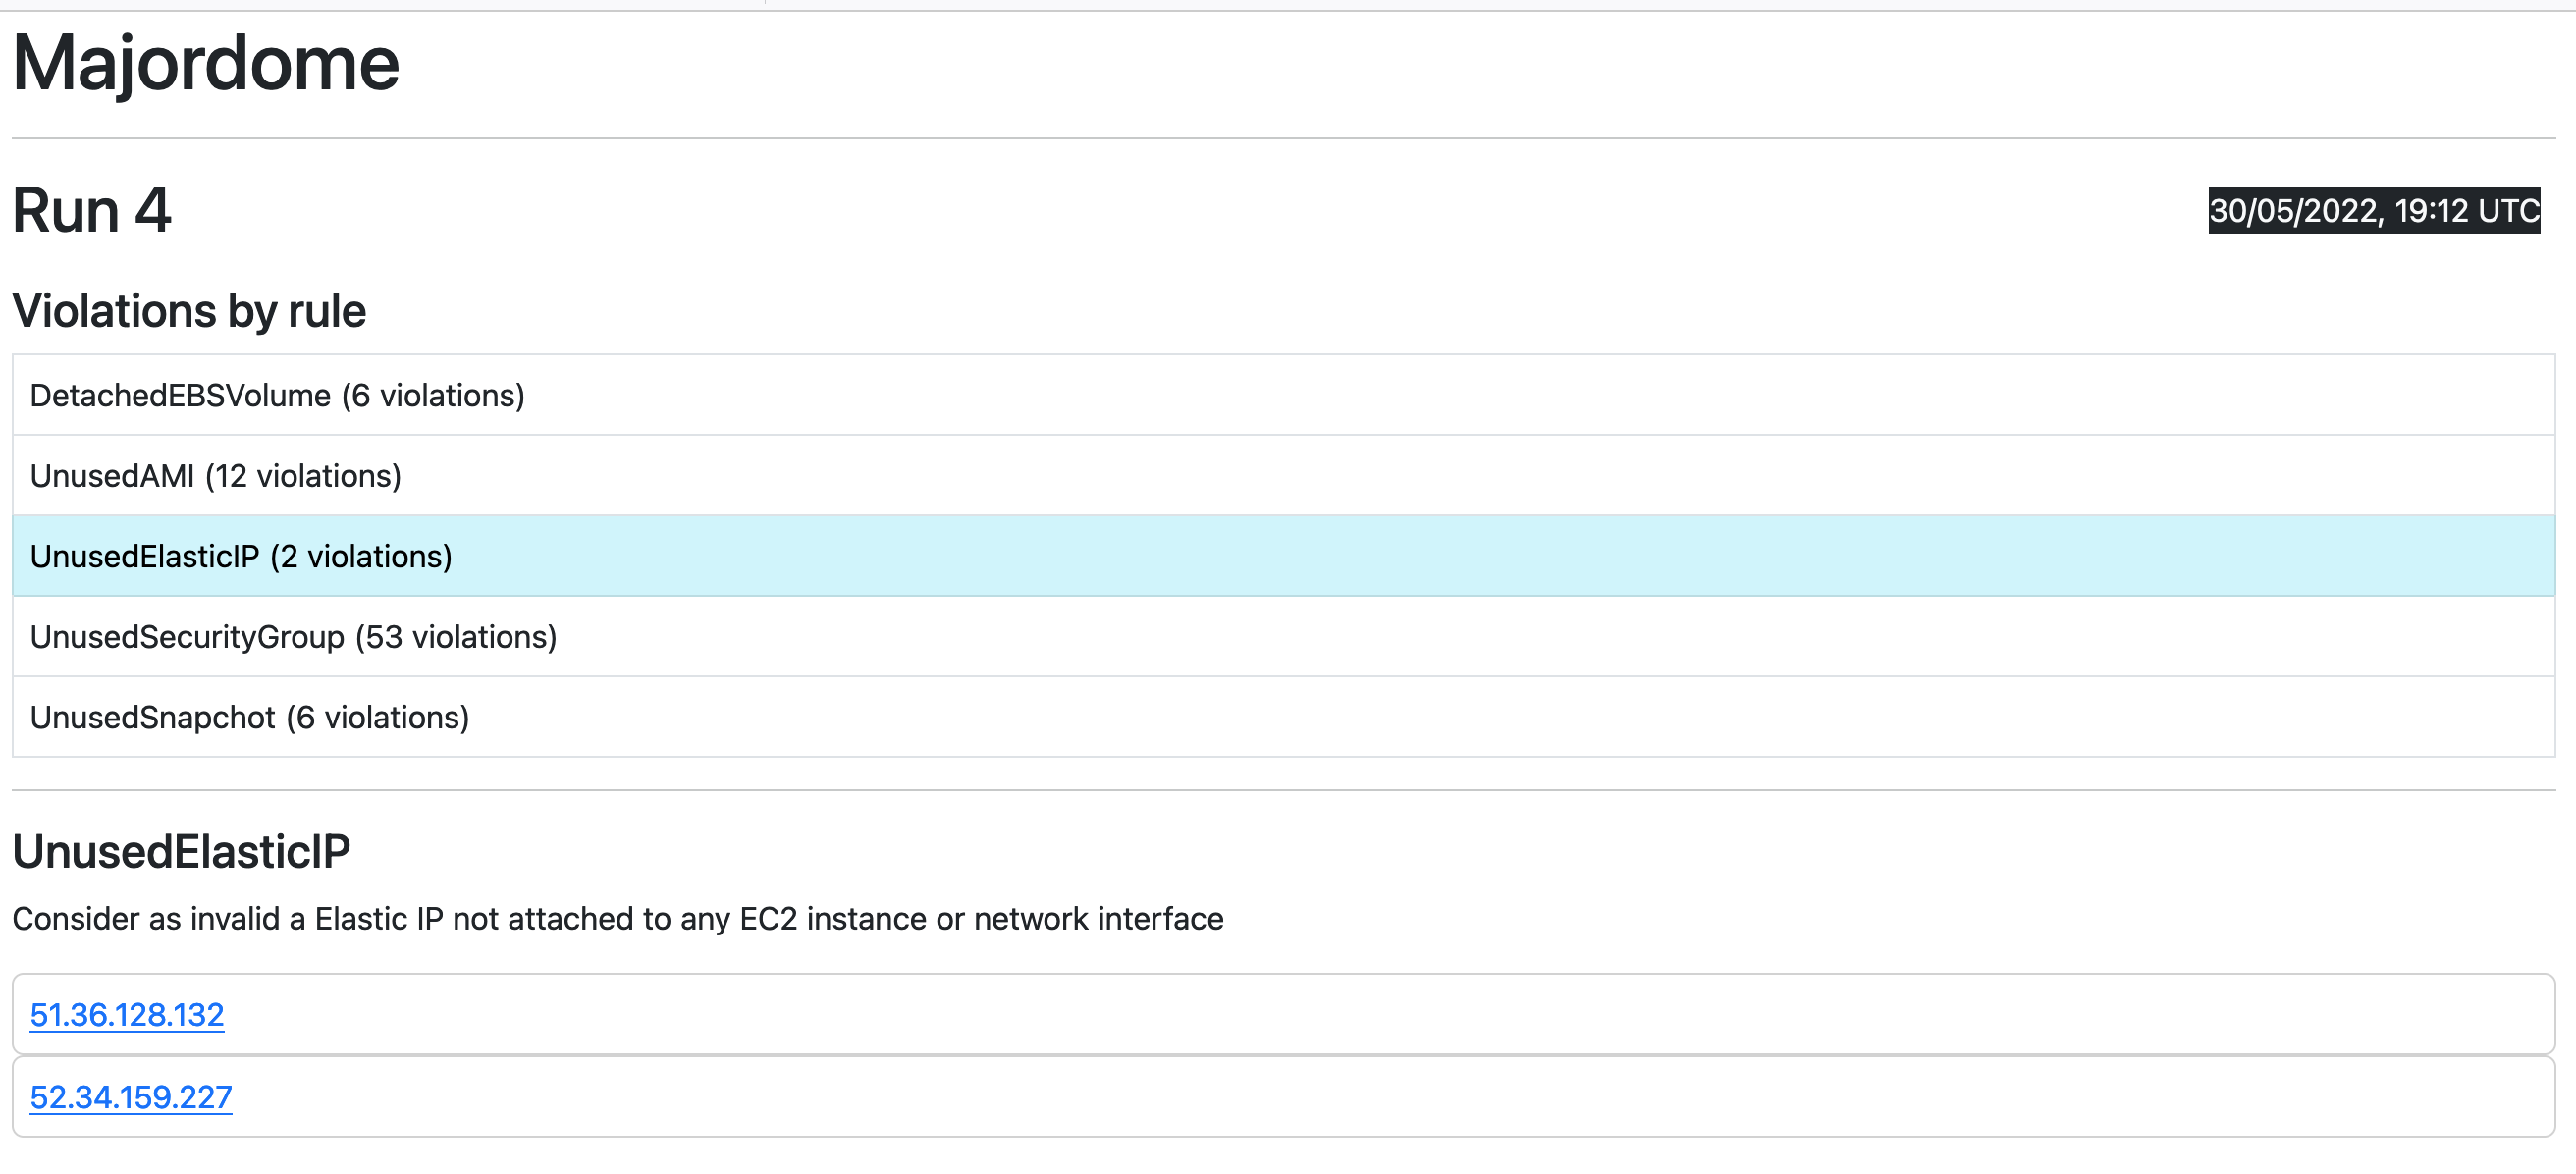 Majordome
Run 4
30/05/2022, 19:12 UTC
Violations by rule
DetachedEBSVolume (6 violations)
UnusedAMI (12 violations)
UnusedElasticIP (2 violations)
UnusedSecurityGroup (53 violations)
UnusedSnapchot (6 violations)
UnusedElasticIP
Consider as invalid a Elastic IP not attached to any EC2 instance or network interface
51.36.128.132
52.34.159.227